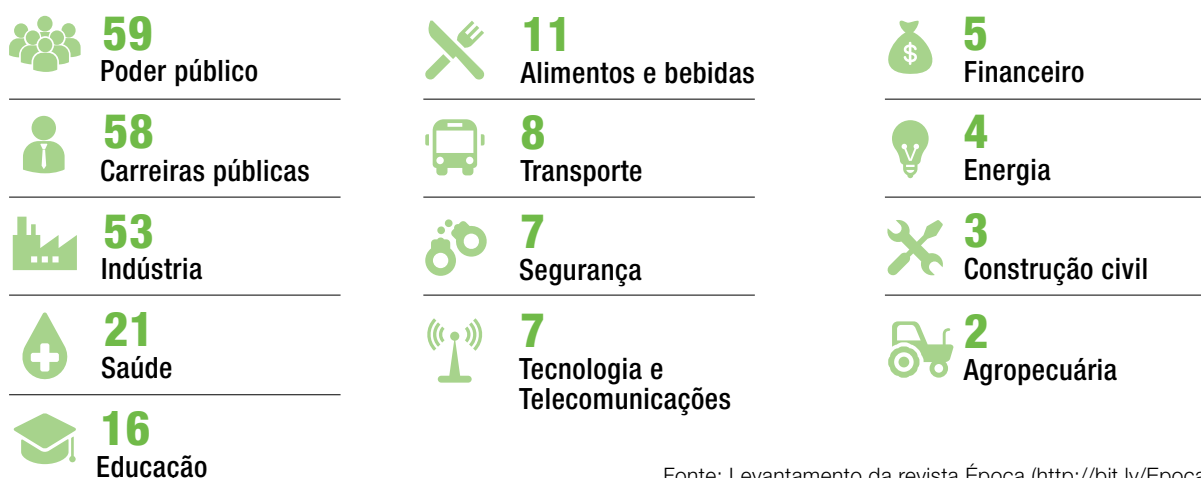 59
Poder público
58
Carreiras públicas
53
Indústria
21
Saúde
16
Educação
11
Alimentos e bebidas
8
Transporte
7
Segurança
7
Tecnologia e
Telecomunicações
5
Financeiro
$
4
Energia
3
Construção civil
2
Agropecuária
Fonte: Levantamento da revista Época (http://bit.ly/Epoca